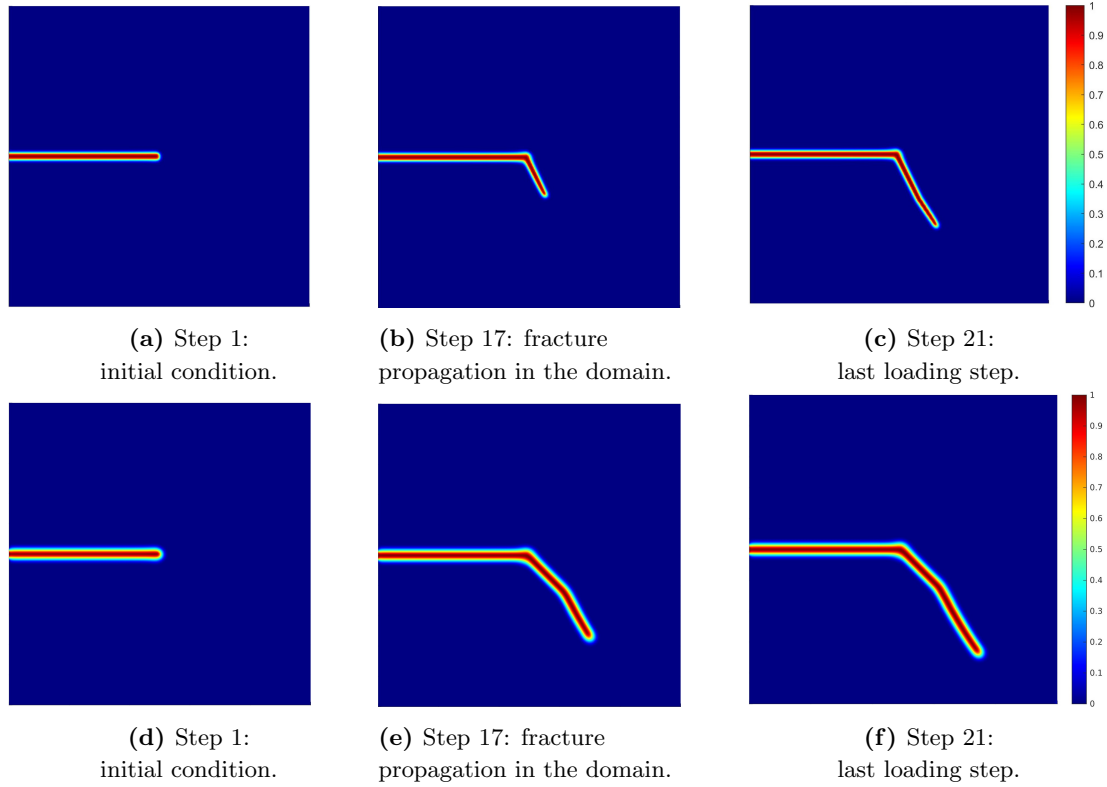 1
0.9
0.8
0.7
0.6
0.5
0.4
0.3
0.2
0.1
0
(a) Step 1:
initial condition.
(b) Step 17: fracture
propagation in the domain.
(c) Step 21:
last loading step.
1
0.9
0.8
0.7
0.6
0.5
0.4
0.3
0.2
0.1
0
(d) Step 1:
initial condition.
(e) Step 17: fracture
propagation in the domain.
(f) Step 21:
last loading step.